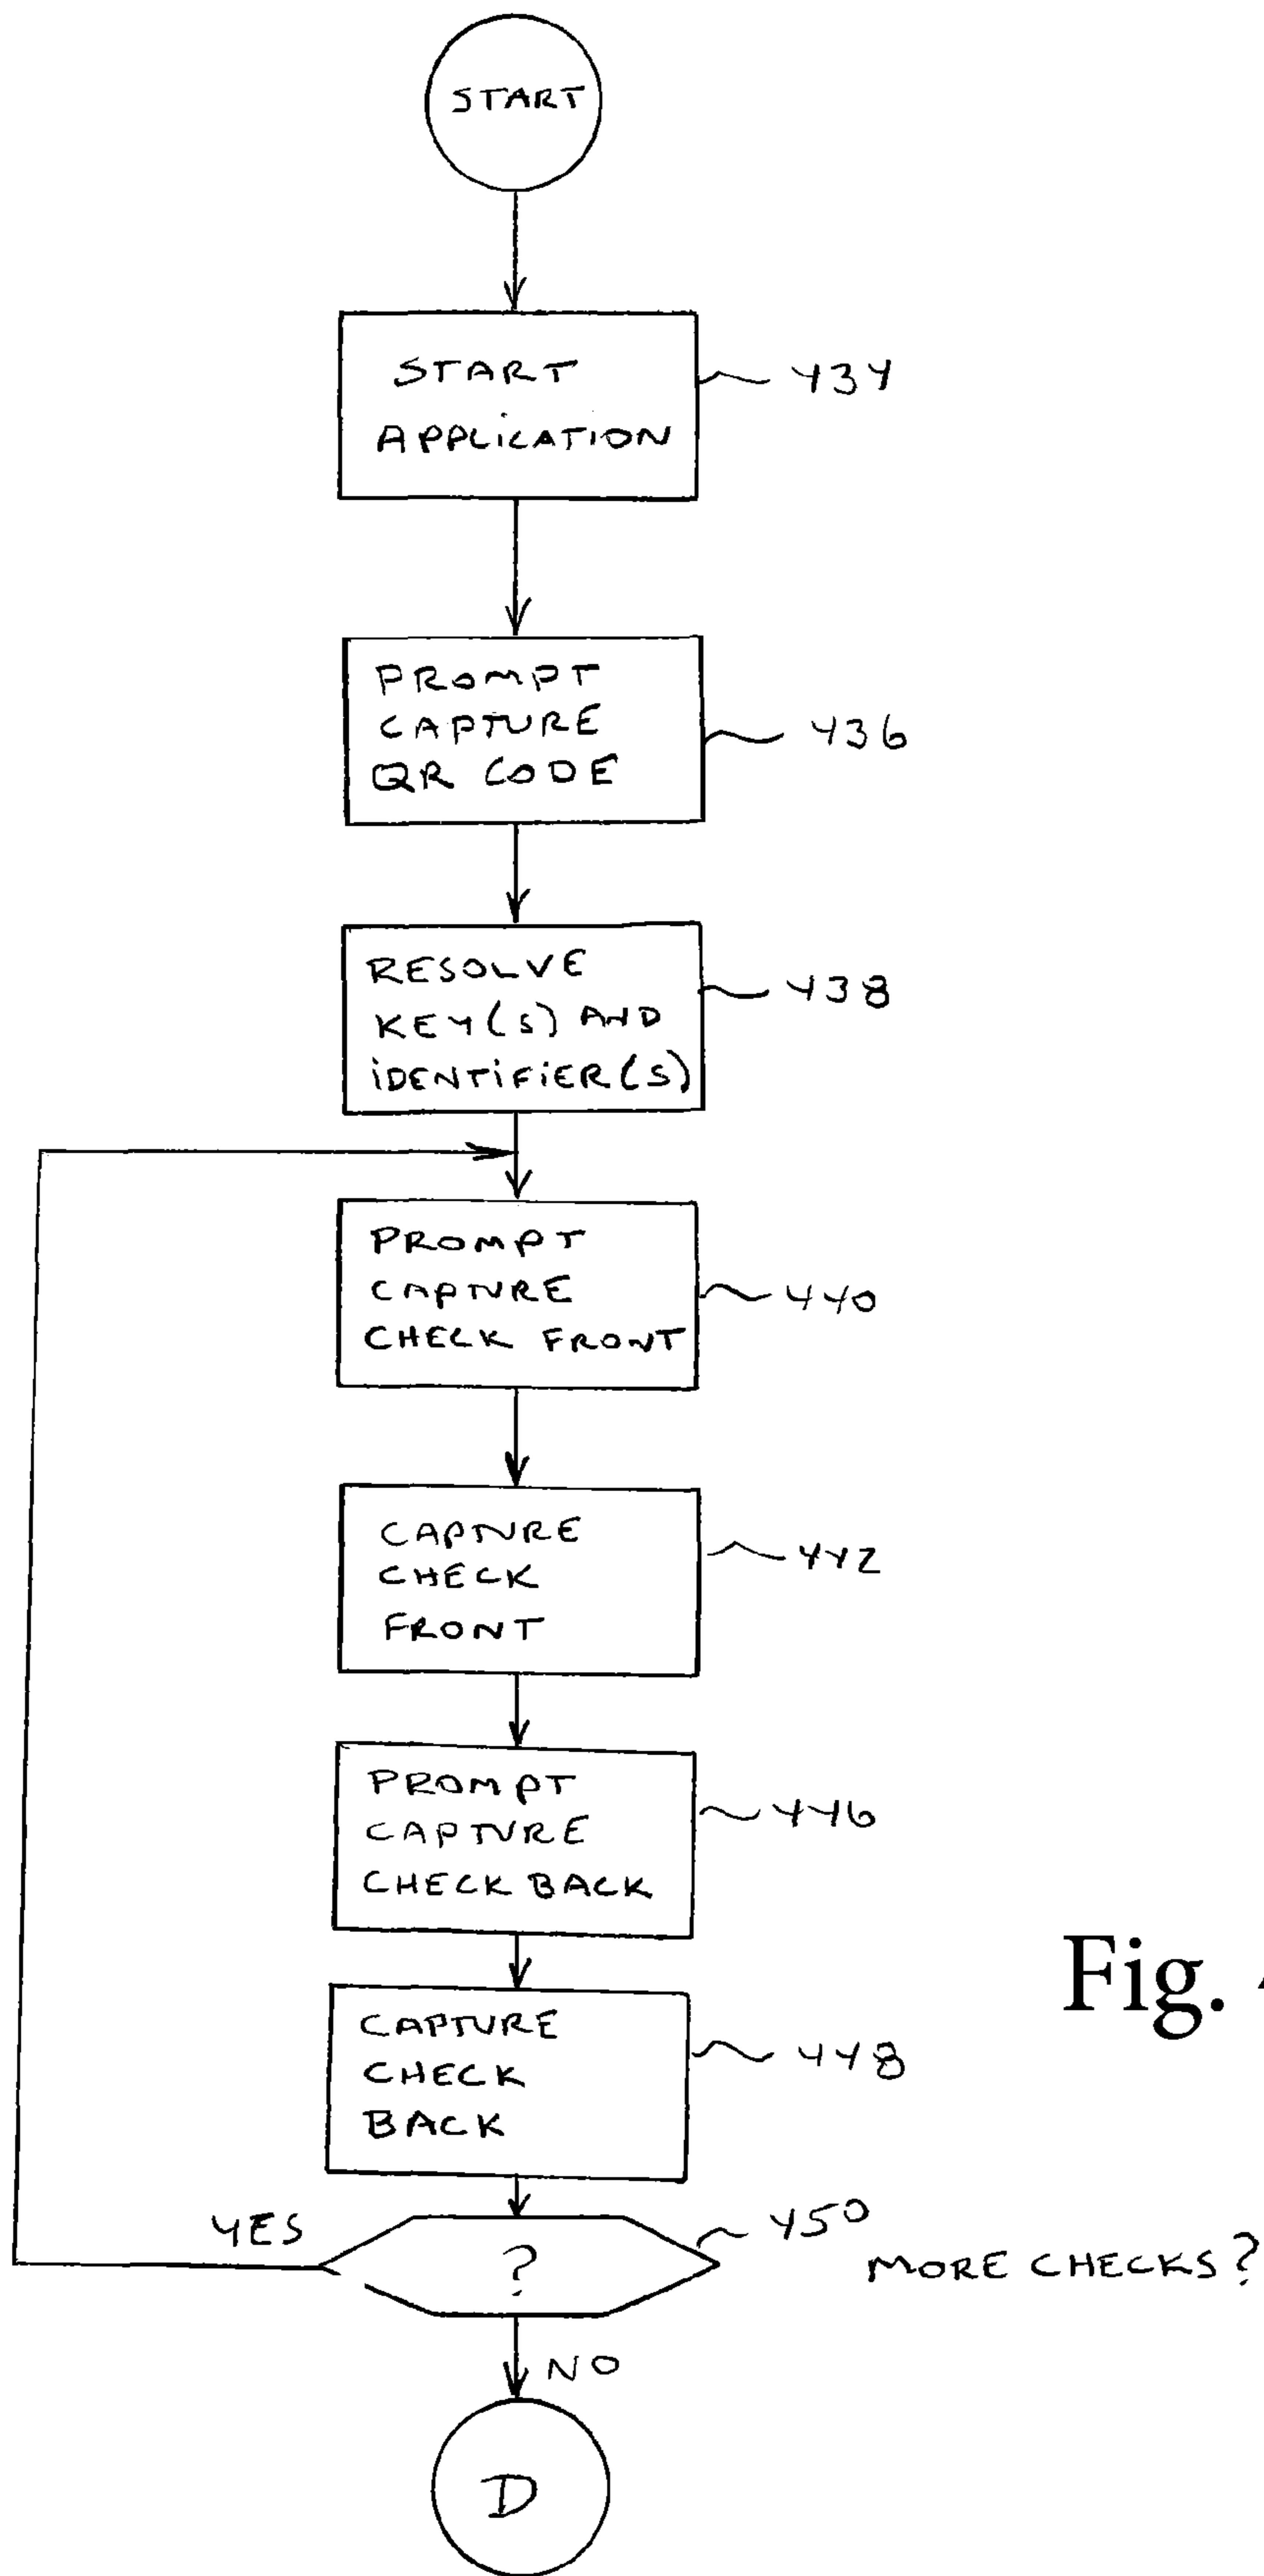 START
START
APPLICATION
434
PROMPT
CAPTURE
QR CODE
436
RESOLVE
KEY(S) AND
IDENTIFIER(S)
438
PROMPT
CAPTURE
CHECK FRONT
440
CAPTURE
CHECK
FRONT
442
PROMPT
CAPTURE
CHECK BACK
446
CAPTURE
CHECK
BACK
448
Fig.
YES
?
450
MORE CHECKS?
NO
D